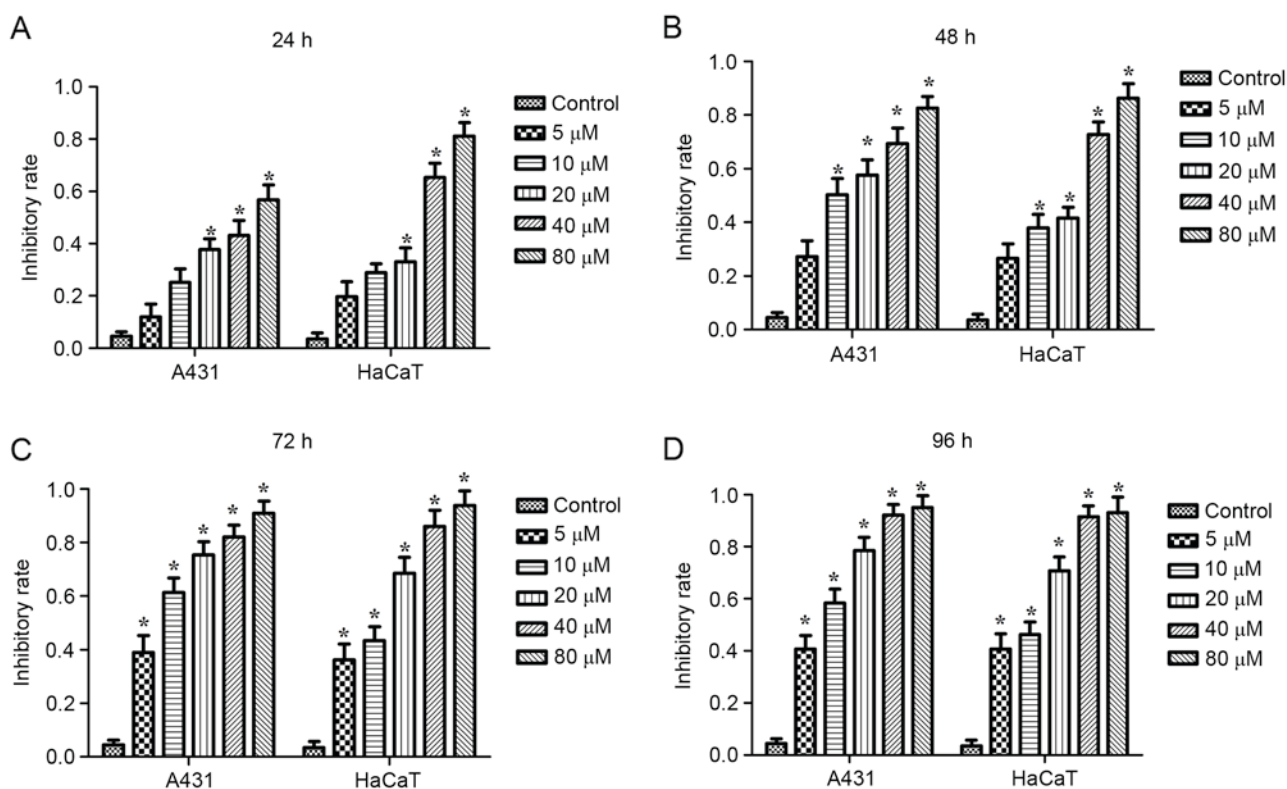 A
24 h
Inhibitory rate
1.0
0.8
0.6
0.4
0.2
0.0
* * * * * *
A431
HaCaT
Control
5 μM
10 μM
20 μM
40 μM
80 μM
B
48 h
Inhibitory rate
1.0
0.8
0.6
0.4
0.2
0.0
* * * * * * * *
A431
HaCaT
Control
5 μM
10 μM
20 μM
40 μM
80 μM
C
72 h
Inhibitory rate
1.0
0.8
0.6
0.4
0.2
0.0
* * * * * * * * * *
A431
HaCaT
Control
5 μM
10 μM
20 μM
40 μM
80 μM
D
96 h
Inhibitory rate
1.0
0.8
0.6
0.4
0.2
0.0
* * * * * * * * * *
A431
HaCaT
Control
5 μM
10 μM
20 μM
40 μM
80 μM